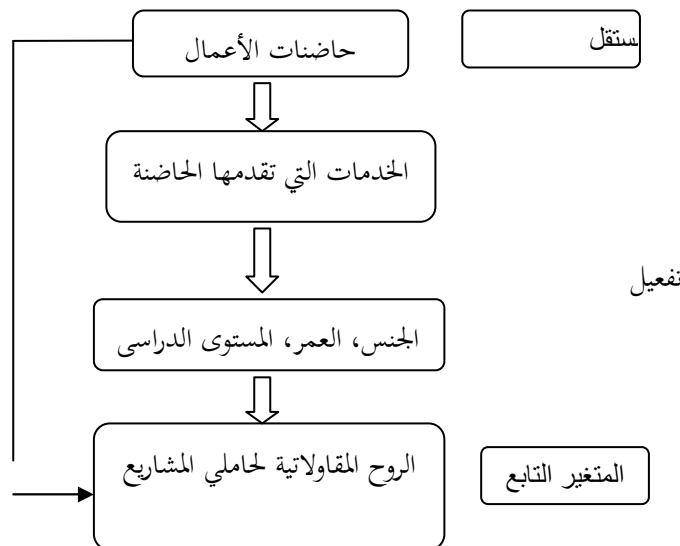 ستقل
حاضنات الأعمال
الخدمات التي تقدمها الحاضنة
تفعيل
الجنس، العمر، المستوى الدراسي
المتغير التابع
الروح المقاولاتية لحاملي المشاريع